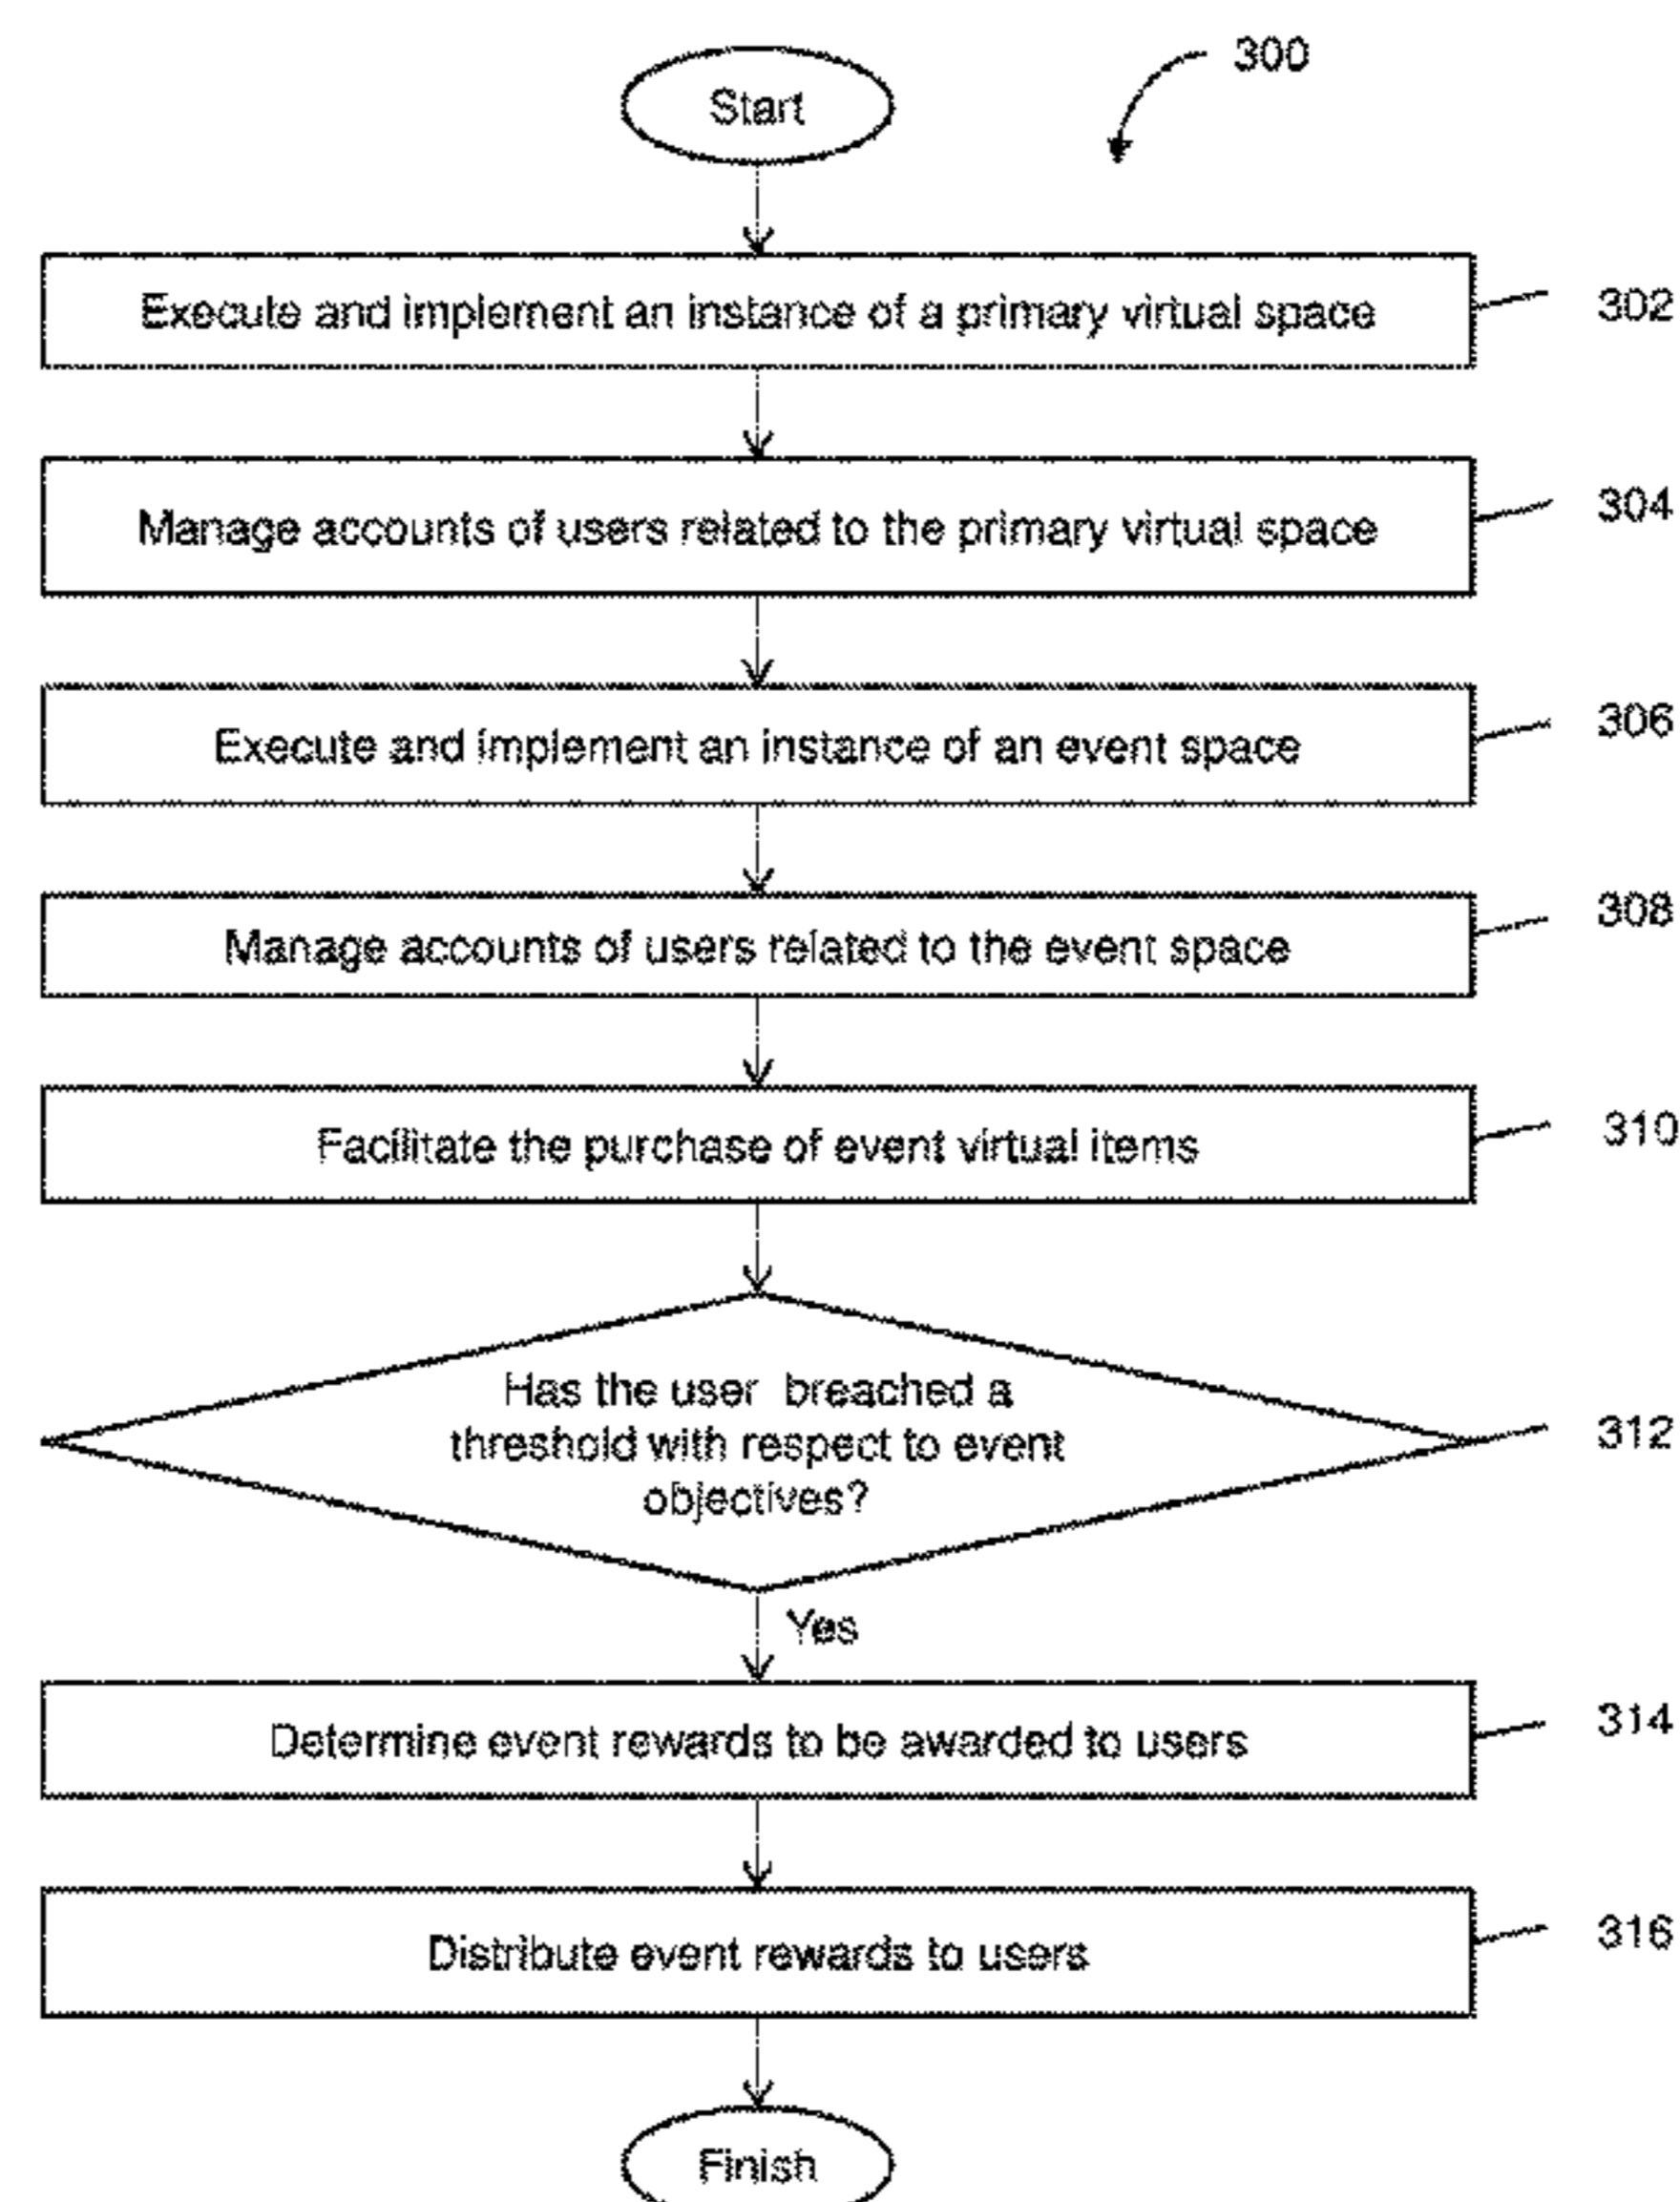 300
Start
Execute and implement an instance of a primary virtual space
302
Manage accounts of users related to the primary virtual space
304
Execute and implement an instance of an event space
306
Manage accounts of users related to the event space
308
Facilitate the purchase of event virtual items
310
Has the user breached a
threshold with respect to event
objectives?
312
Yes
Determine event rewards to be awarded to users
314
Distribute event rewards to users
316
Finish